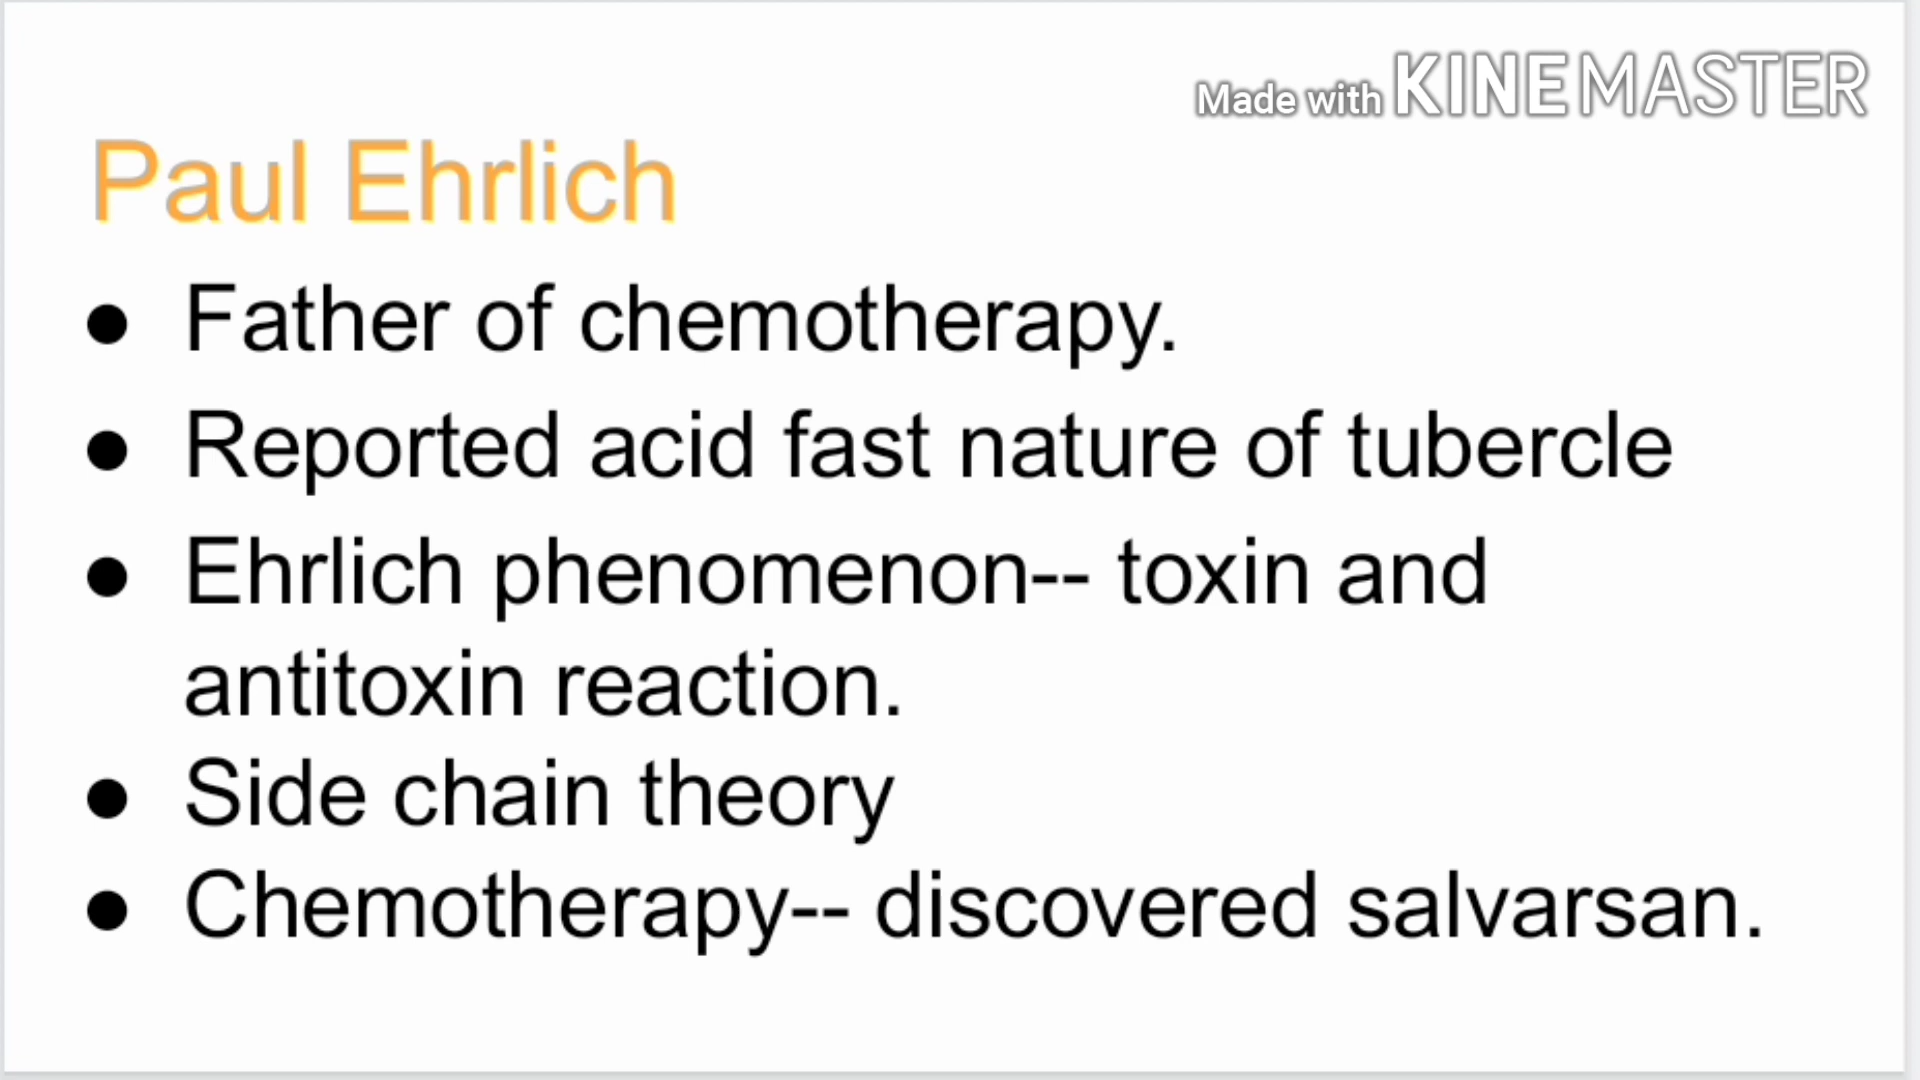 Made with KINEMASTER
Paul Ehrlich
● Father of chemotherapy.
● Reported acid fast nature of tubercle
● Ehrlich phenomenon-- toxin and
antitoxin reaction.
● Side chain theory
● Chemotherapy-- discovered salvarsan.